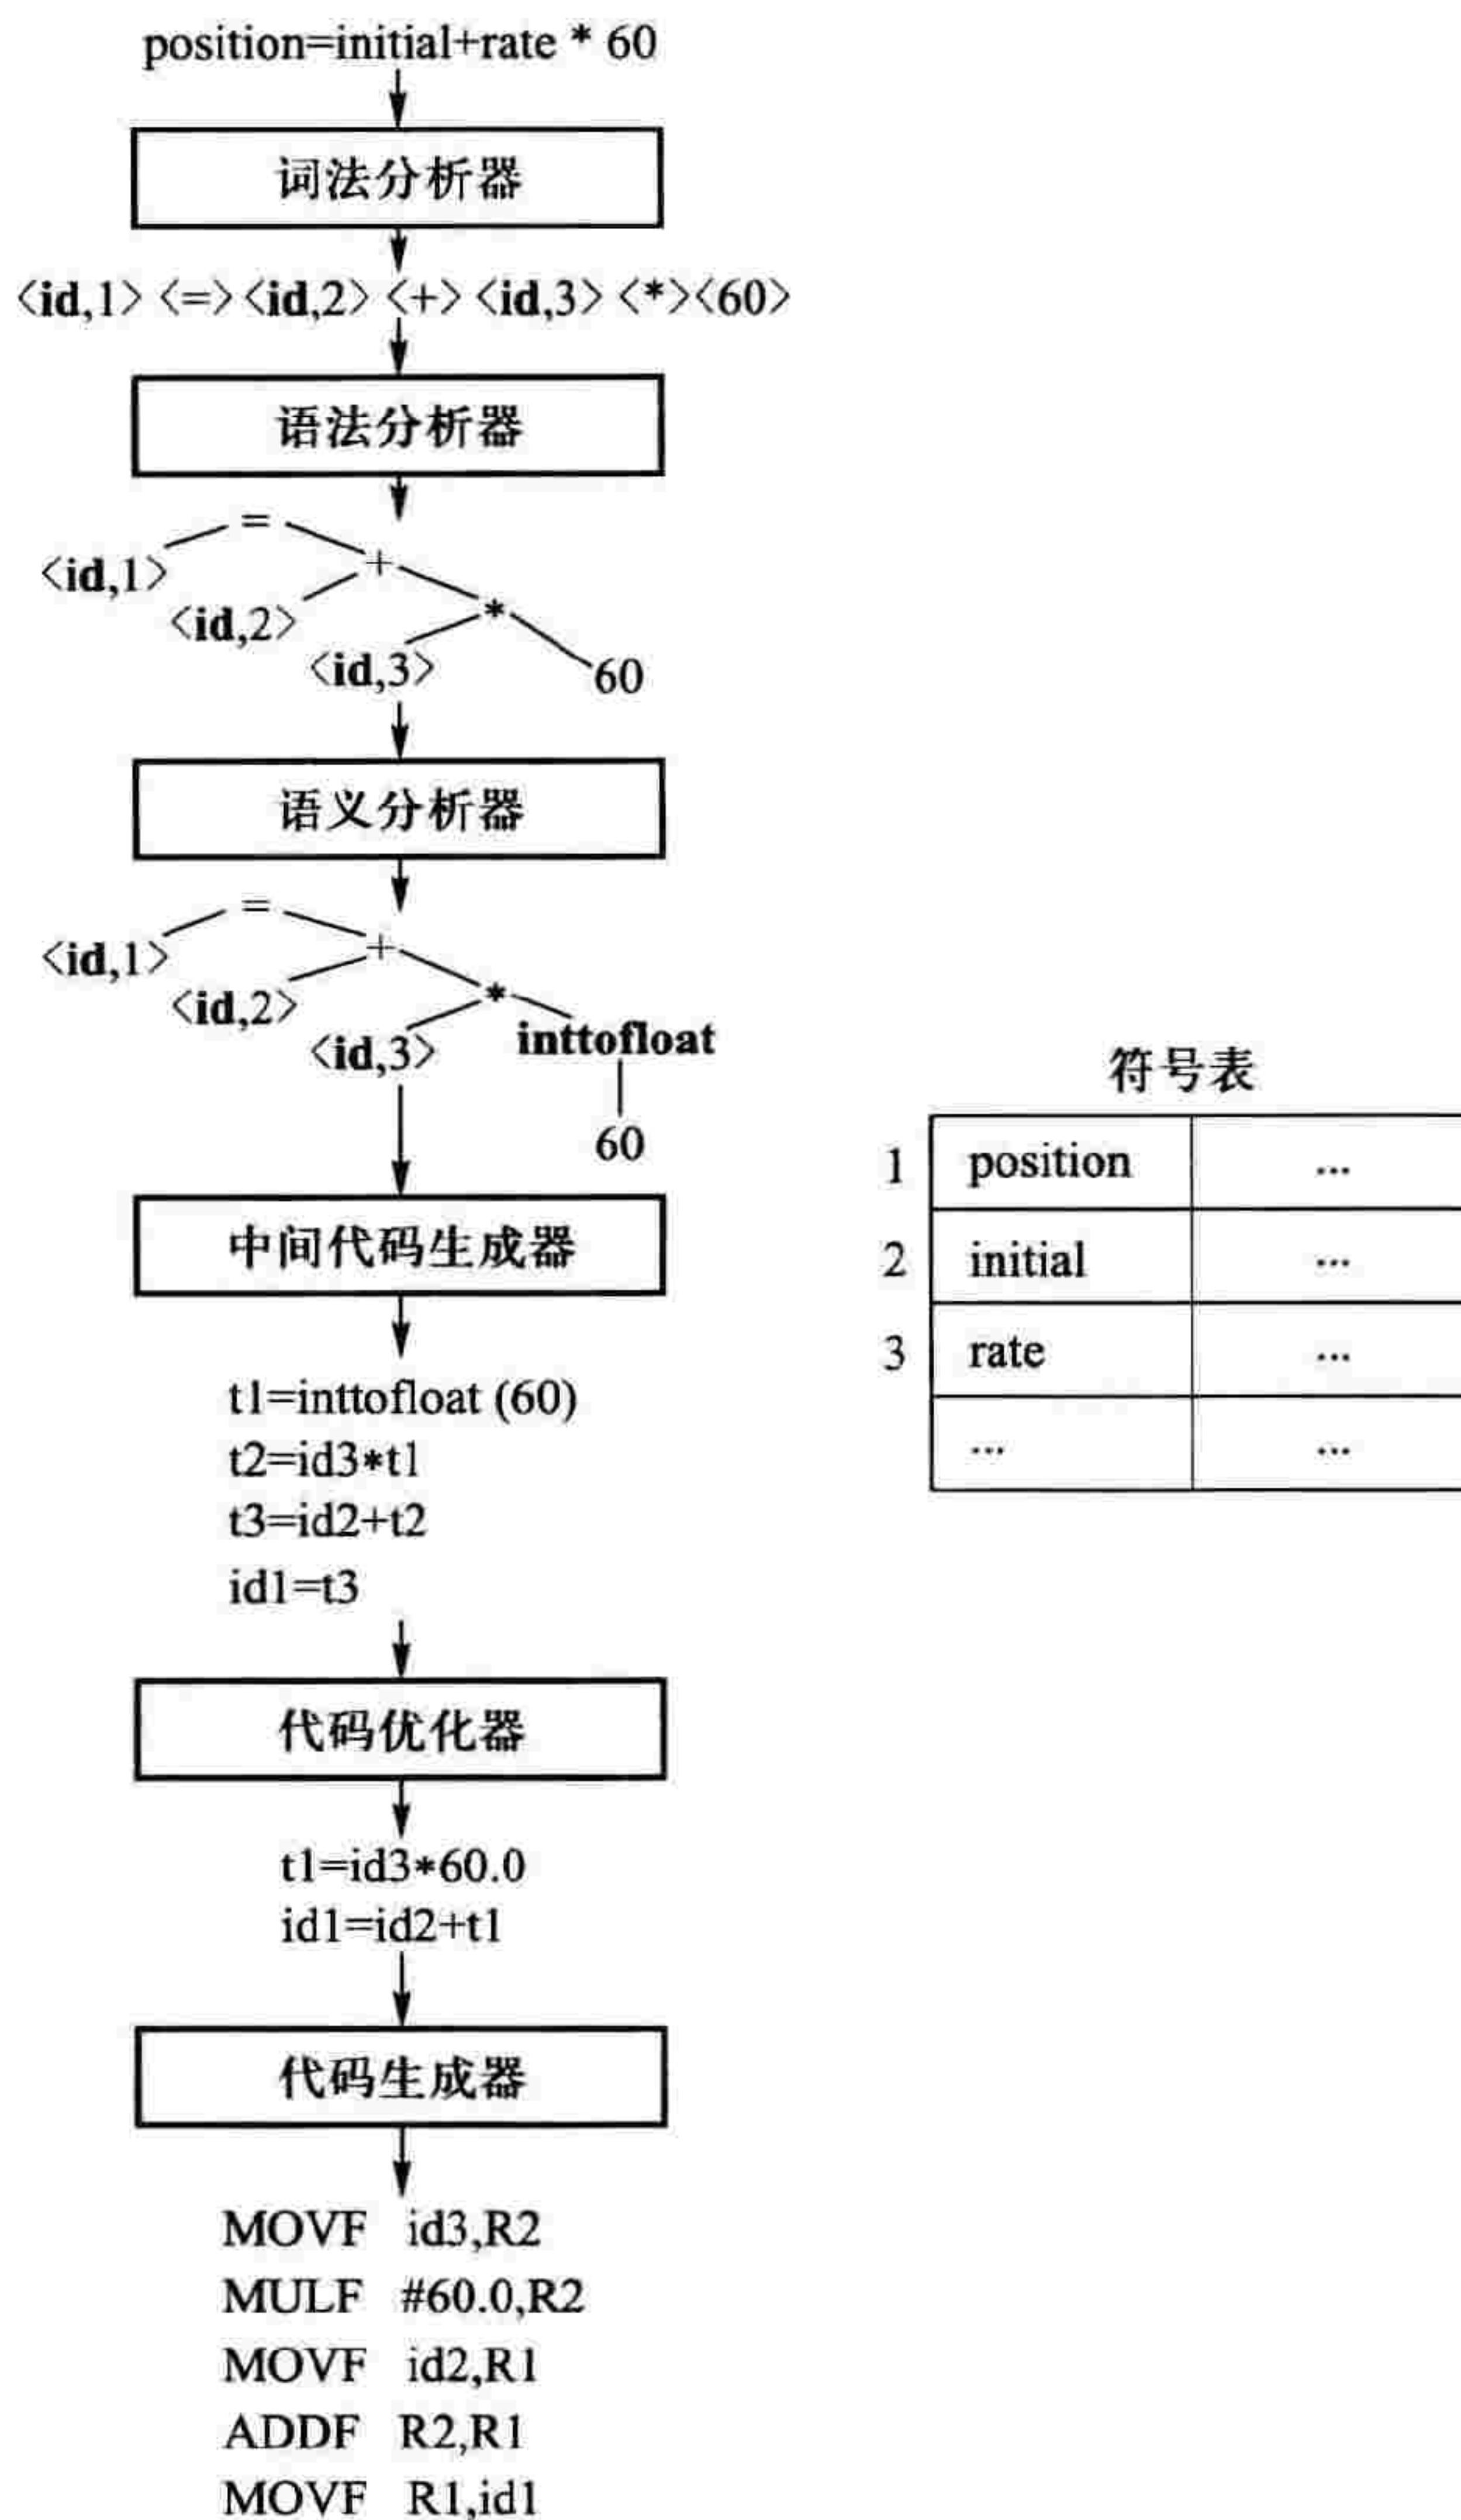 position=initial+rate * 60
词法分析器
<id,1> <=> <id,2> <+> <id,3> <*><60>
语法分析器
=
<id,1> +
<id,2> *
<id,3> 60
语义分析器
=
<id,1> +
<id,2> *
<id,3> inttofloat
60
中间代码生成器
t1=inttofloat (60)
t2=id3*t1
t3=id2+t2
id1=t3
代码优化器
t1=id3*60.0
id1=id2+t1
代码生成器
MOVF id3,R2
MULF #60.0,R2
MOVF id2,R1
ADDF R2,R1
MOVF R1,id1
符号表
1 position ...
2 initial ...
3 rate ...
... ...